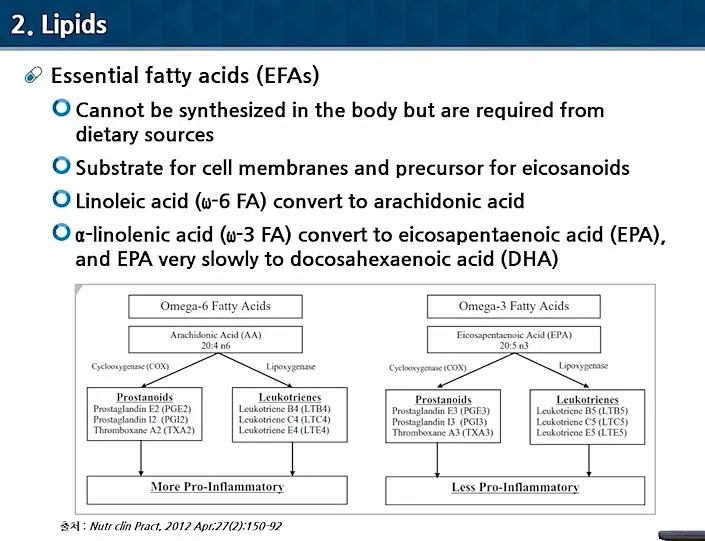 2. Lipids
Essential fatty acids (EFAs)
Cannot be synthesized in the body but are required from
dietary sources
Substrate for cell membranes and precursor for eicosanoids
Linoleic acid (ω-6 FA) convert to arachidonic acid
α-linolenic acid (ω-3 FA) convert to eicosapentaenoic acid (EPA),
and EPA very slowly to docosahexaenoic acid (DHA)
Omega-6 Fatty Acids
Arachidonic Acid (AA)
20:4 n6
Cyclooxygenase (COX)
Lipoxygenase
Prostanoids
Prostaglandin E2 (PGE2)
Prostaglandin I2 (PGI2)
Thromboxane A2 (TXA2)
Leukotrienes
Leukotriene B4 (LTB4)
Leukotriene C4 (LTC4)
Leukotriene E4 (LTE4)
More Pro-Inflammatory
Omega-3 Fatty Acids
Eicosapentaenoic Acid (EPA)
20:5 n3
Cyclooxygenase (COX)
Lipoxygenase
Prostanoids
Prostaglandin E3 (PGE3)
Prostaglandin I3 (PGI3)
Thromboxane A3 (TXA3)
Leukotrienes
Leukotriene B5 (LTB5)
Leukotriene C5 (LTC5)
Leukotriene E5 (LTE5)
Less Pro-Inflammatory
출처 : Nutr clin Pract, 2012 Apr;27(2):150-92